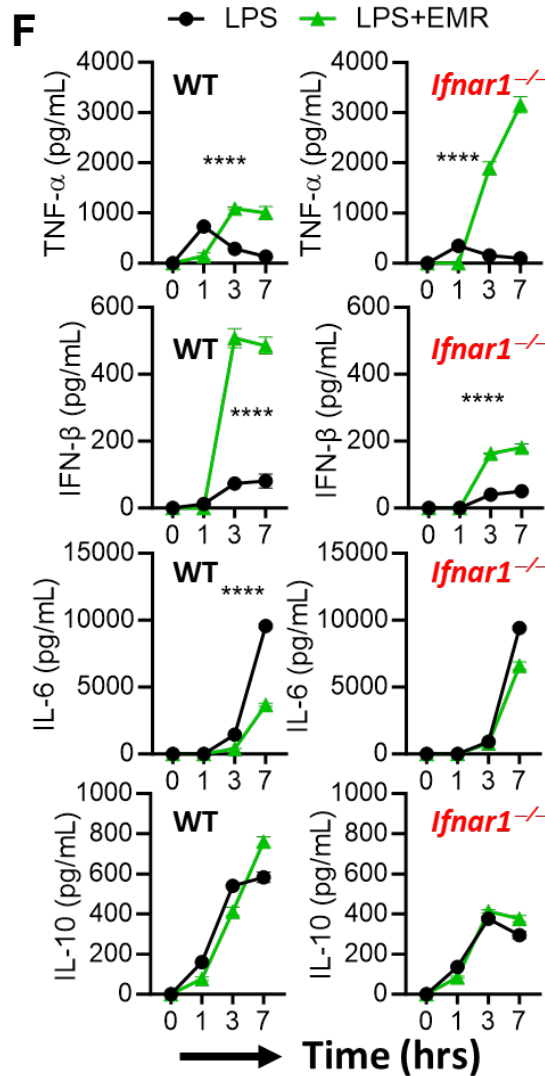 F
LPS LPS+EMR
TNF-α (pg/mL)
4000
3000
2000
1000
0
WT
****
0 1 3 7
TNF-α (pg/mL)
4000
3000
2000
1000
0
Ifnar1⁻/⁻
****
0 1 3 7
IFN-β (pg/mL)
600
400
200
0
WT
****
0 1 3 7
IFN-β (pg/mL)
600
400
200
0
Ifnar1⁻/⁻
****
0 1 3 7
IL-6 (pg/mL)
15000
10000
5000
0
WT
****
0 1 3 7
IL-6 (pg/mL)
15000
10000
5000
0
Ifnar1⁻/⁻
0 1 3 7
IL-10 (pg/mL)
1000
800
600
400
200
0
WT
0 1 3 7
IL-10 (pg/mL)
1000
800
600
400
200
0
Ifnar1⁻/⁻
0 1 3 7
Time (hrs)